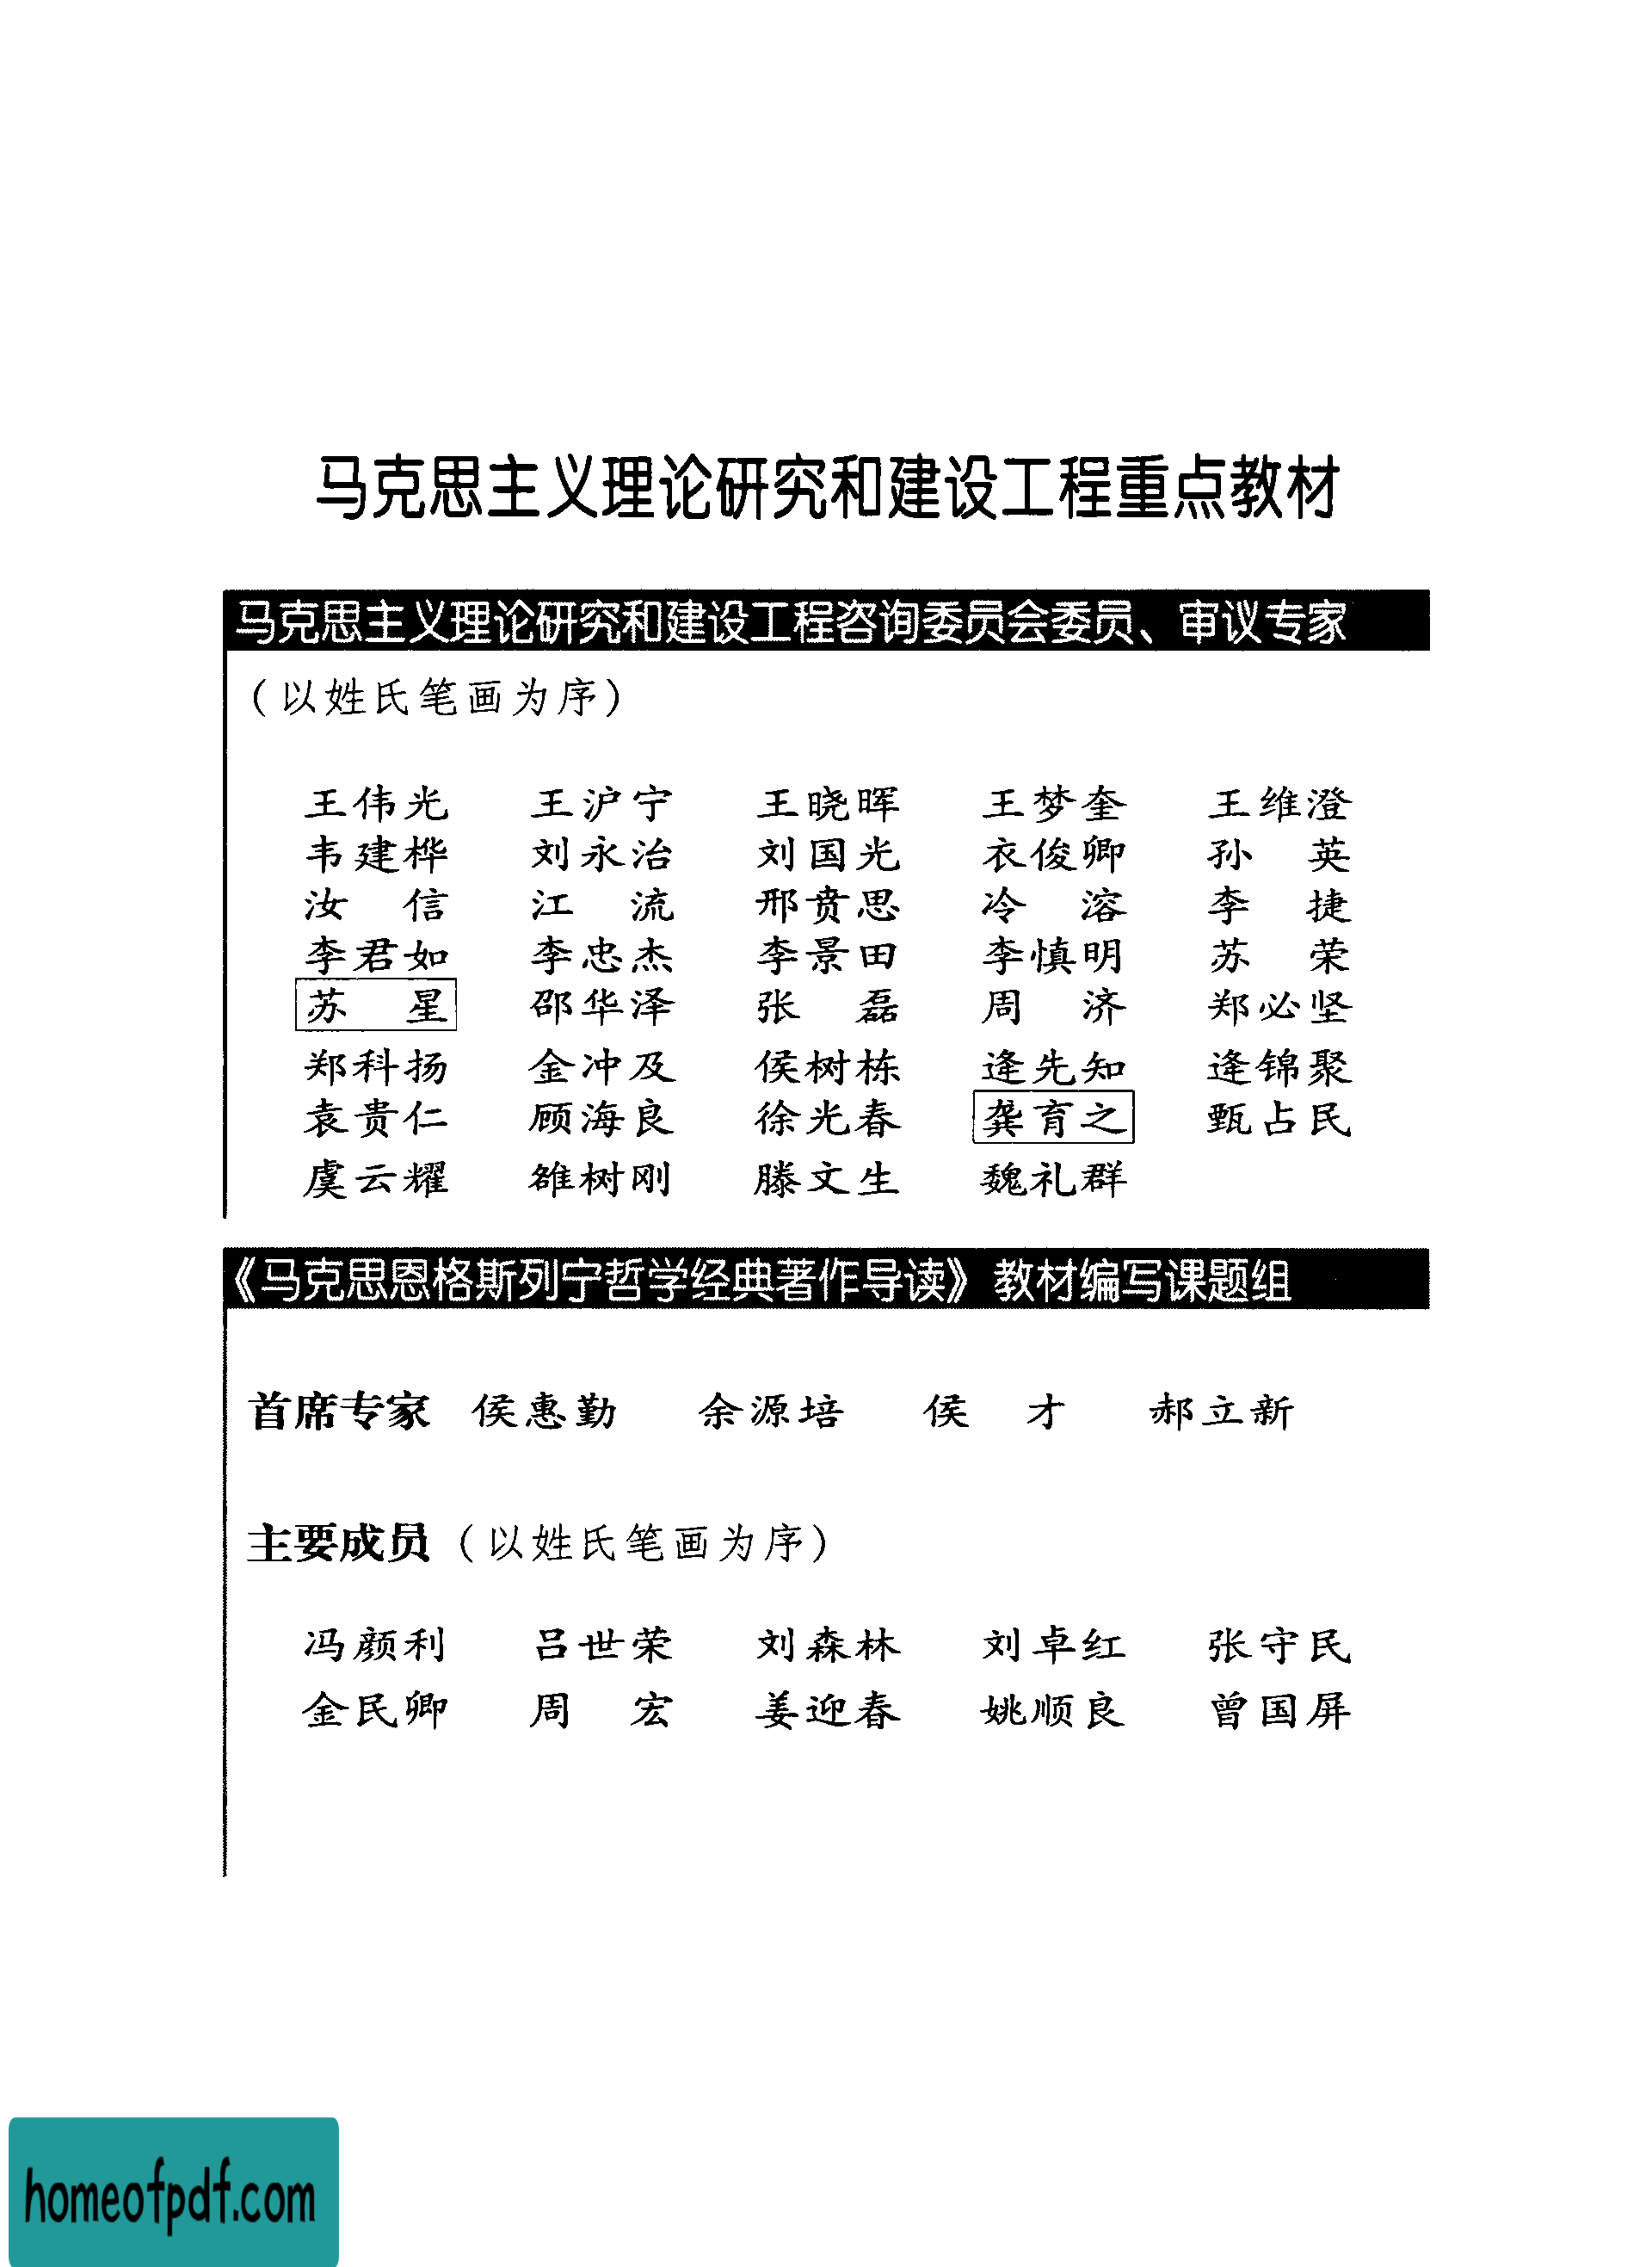 马克思主义理论研究和建设工程重点教材
马克思主义理论研究和建设工程咨询委员会委员、审议专家
（以姓氏笔画为序）
王伟光 王沪宁 王晓晖 王梦奎 王维澄
韦建桦 刘永治 刘国光 衣俊卿 孙 英
汝 信 江 流 邢贲思 冷 溶 李 捷
李君如 李忠杰 李景田 李慎明 苏 荣
苏 星 邵华泽 张 磊 周 济 郑必坚
郑科扬 金冲及 侯树栋 逄先知 逄锦聚
袁贵仁 顾海良 徐光春 龚育之 甄占民
虞云耀 雒树刚 滕文生 魏礼群
《马克思恩格斯列宁哲学经典著作导读》教材编写课题组
首席专家 侯惠勤 余源培 侯 才 郝立新
主要成员（以姓氏笔画为序）
冯颜利 吕世荣 刘森林 刘卓红 张守民
金民卿 周 宏 姜迎春 姚顺良 曾国屏
homeofpdf.com